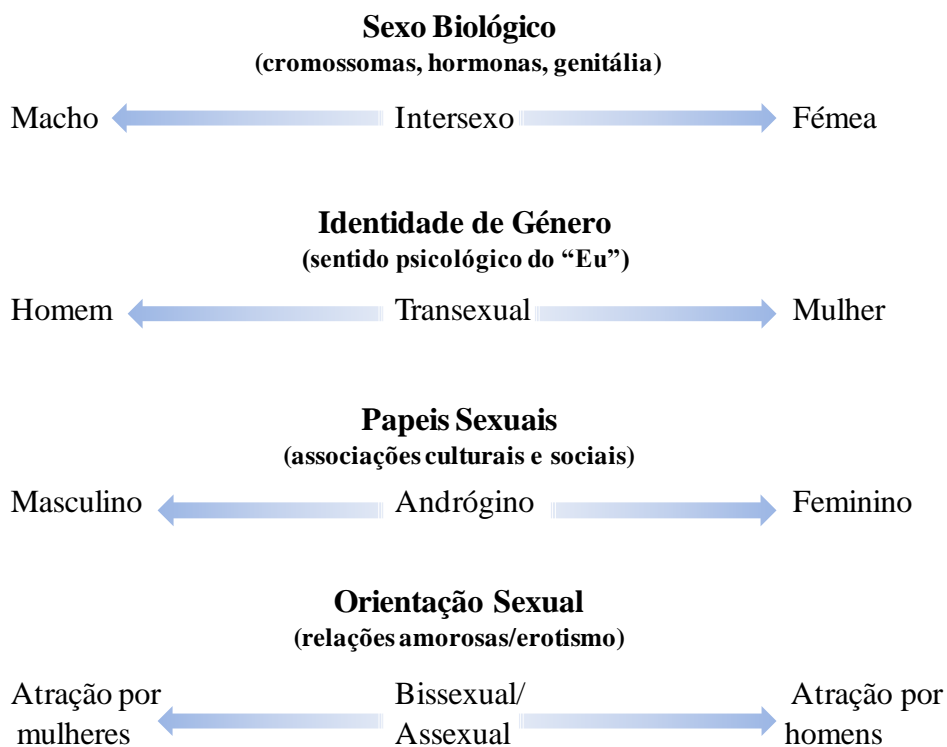 Sexo Biológico
(cromossomas, hormonas, genitália)
Macho Intersexo Fémea
Identidade de Género
(sentido psicológico do “Eu”)
Homem Transexual Mulher
Papeis Sexuais
(associações culturais e sociais)
Masculino Andrógino Feminino
Orientação Sexual
(relações amorosas/erotismo)
Atração por Bissexual/ Atração por
mulheres Assexual homens